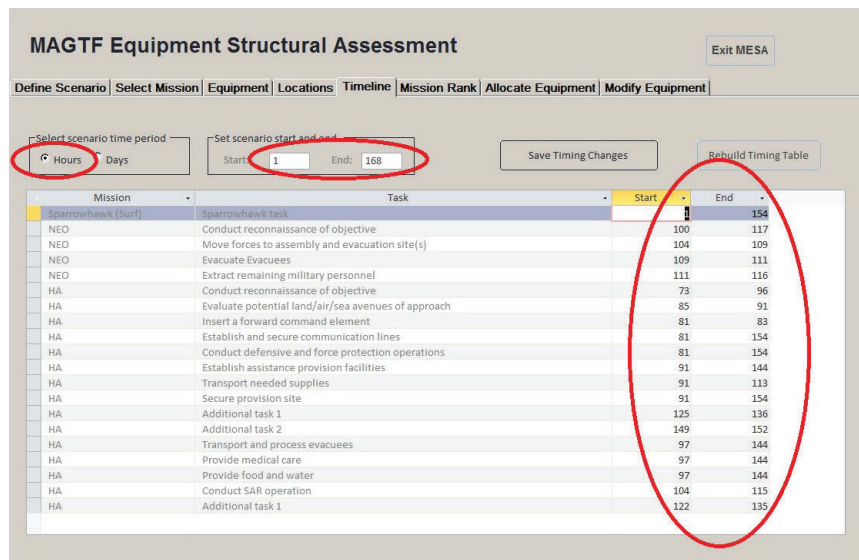 MAGTF Equipment Structural Assessment
Exit MESA
Define Scenario Select Mission Equipment Locations Timeline Mission Rank Allocate Equipment Modify Equipment
Select scenario time period Set scenario start and end
Hours Days Start: 1 End: 168 Save Timing Changes Rebuild Timing Table
Mission Task Start End
Sparrowhawk (Surf) Sparrowhawk task 1 154
NEO Conduct reconnaissance of objective 100 117
NEO Move forces to assembly and evacuation site(s) 104 109
NEO Evacuate Evacuees 109 111
NEO Extract remaining military personnel 111 116
HA Conduct reconnaissance of objective 73 96
HA Evaluate potential land/air/sea avenues of approach 85 91
HA Insert a forward command element 81 83
HA Establish and secure communication lines 81 154
HA Conduct defensive and force protection operations 81 154
HA Establish assistance provision facilities 91 144
HA Transport needed supplies 91 113
HA Secure provision site 91 154
HA Additional task 1 125 136
HA Additional task 2 149 152
HA Transport and process evacuees 97 144
HA Provide medical care 97 144
HA Provide food and water 97 144
HA Conduct SAR operation 104 115
HA Additional task 1 122 135